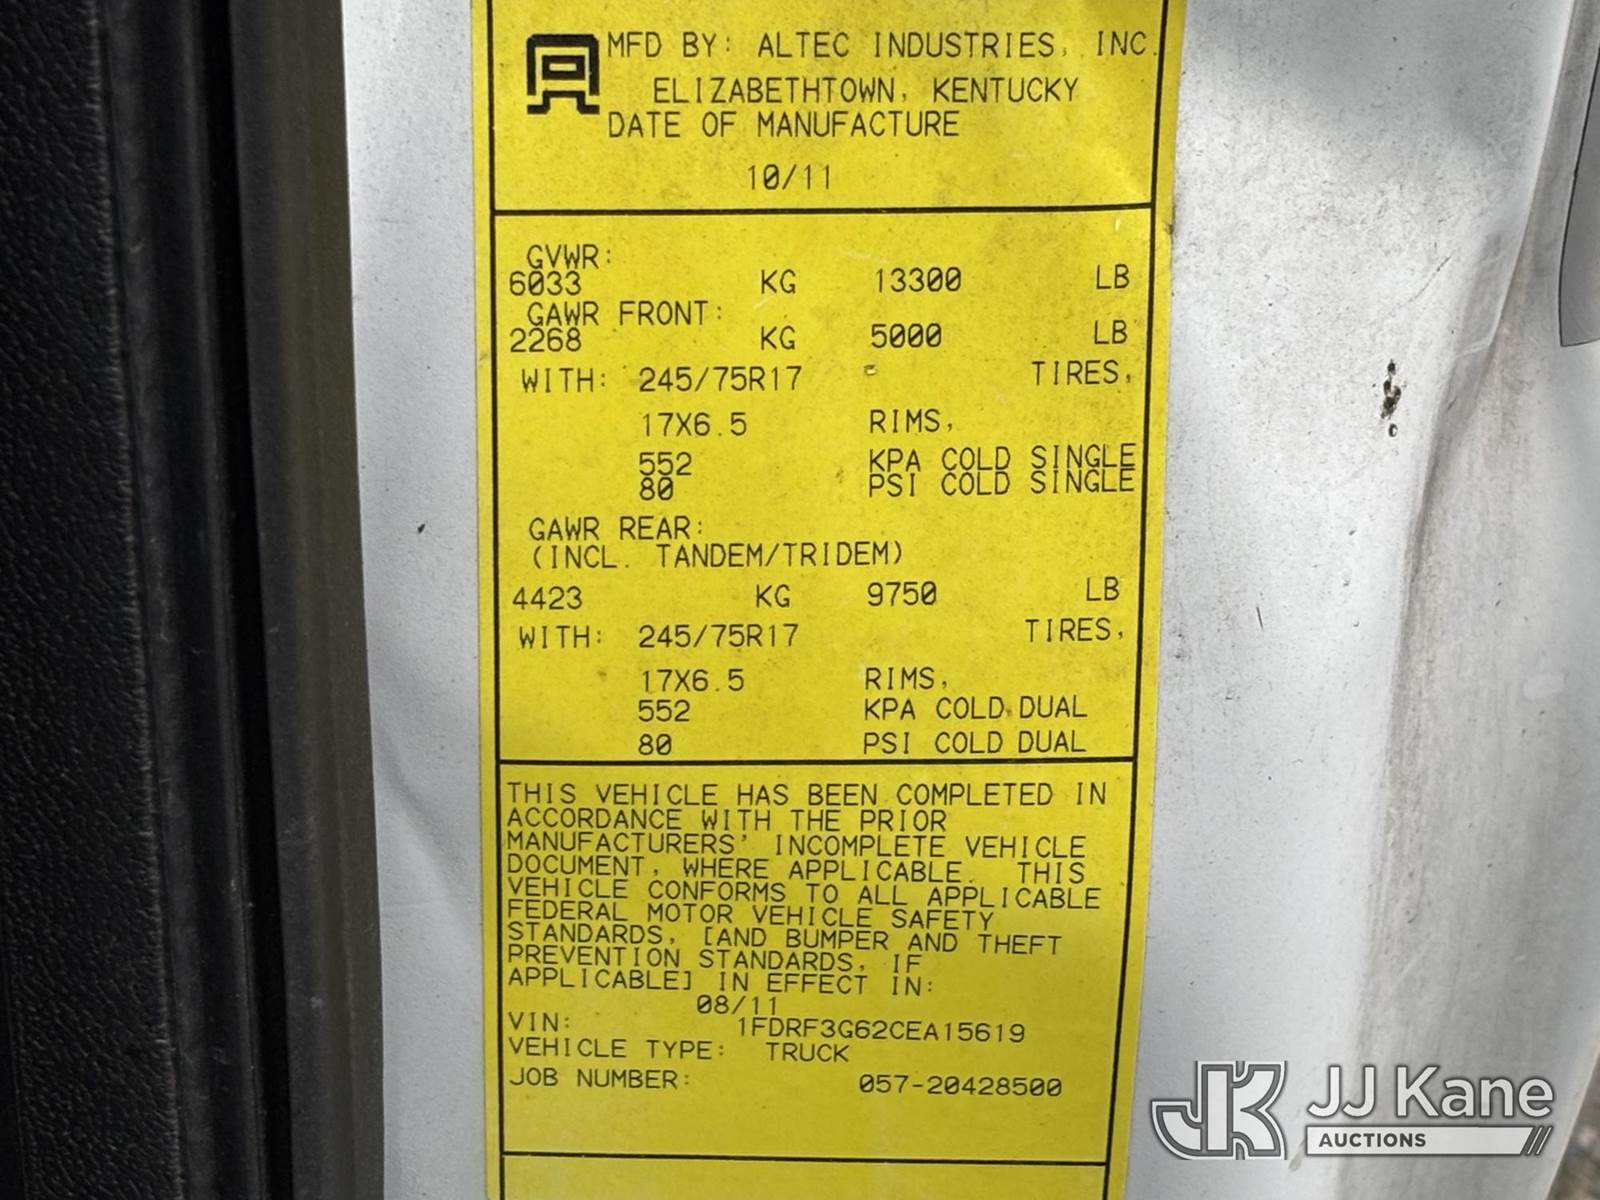 MFD BY: ALTEC INDUSTRIES, INC.
ELIZABETHTOWN, KENTUCKY
DATE OF MANUFACTURE
10/11
GVWR:
6033 KG 13300 LB
GAWR FRONT:
2268 KG 5000 LB
WITH: 245/75R17 TIRES,
17X6.5 RIMS,
552 KPA COLD SINGLE
80 PSI COLD SINGLE
GAWR REAR:
(INCL. TANDEM/TRIDEM)
4423 KG 9750 LB
WITH: 245/75R17 TIRES,
17X6.5 RIMS,
552 KPA COLD DUAL
80 PSI COLD DUAL
THIS VEHICLE HAS BEEN COMPLETED IN
ACCORDANCE WITH THE PRIOR
MANUFACTURERS' INCOMPLETE VEHICLE
DOCUMENT, WHERE APPLICABLE. THIS
VEHICLE CONFORMS TO ALL APPLICABLE
FEDERAL MOTOR VEHICLE SAFETY
STANDARDS, [AND BUMPER AND THEFT
PREVENTION STANDARDS, IF
APPLICABLE] IN EFFECT IN:
08/11
VIN: 1FDRF3G62CEA15619
VEHICLE TYPE: TRUCK
JOB NUMBER: 057-20428500
JK JJ Kane
AUCTIONS